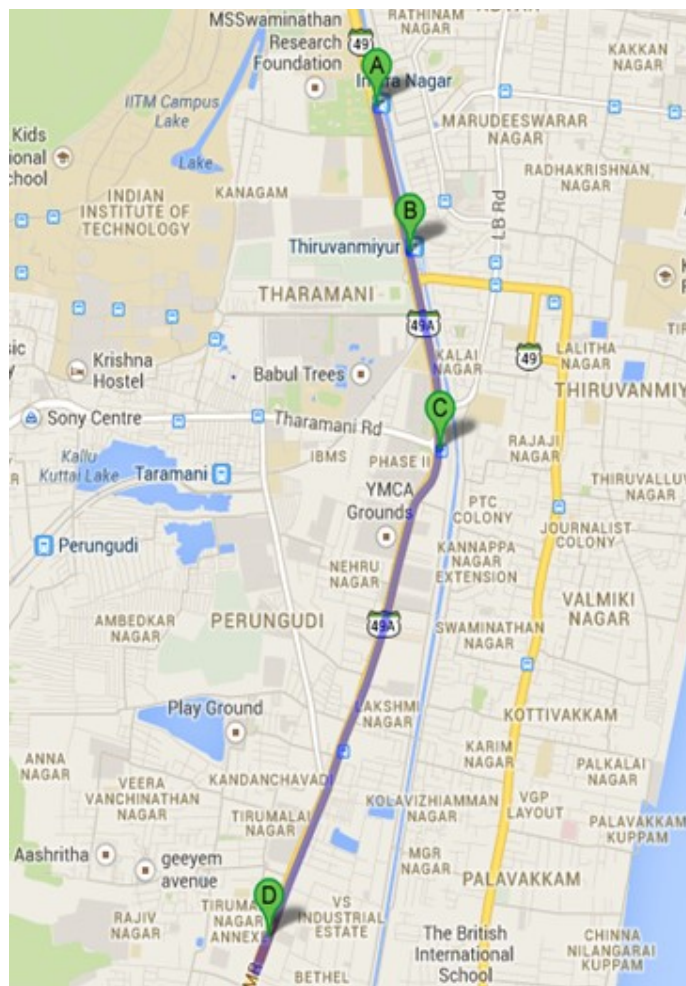 RATHINAM
NAGAR
MSSwaminathan
Research
Foundation
49
A
Indira Nagar
KAKKAN
NAGAR
IITM Campus
Lake
MARUDEESWARAR
NAGAR
Kids
Lake
chool
KANAGAM
RADHAKRISHNAN
NAGAR
INDIAN
INSTITUTE OF
TECHNOLOGY
LB Rd
B
Thiruvanmiyur
THARAMANI
49A
KALAI
NAGAR
49
LALITHA
NAGAR
Krishna
Hostel
Babul Trees
THIRUVANMIY
C
Sony Centre
Tharamani Rd
RAJAJI
NAGAR
Kallu
Kuttai Lake
IBMS
PHASE II
Taramani
THIRUVALLUV
NAGAR
YMCA
Grounds
PTC
COLONY
JOURNALIST
COLONY
Perungudi
KANNAPPA
NAGAR
EXTENSION
NEHRU
NAGAR
VALMIKI
NAGAR
AMBEDKAR
NAGAR
PERUNGUDI
49A
SWAMINATHAN
NAGAR
Play Ground
LAKSHMI
NAGAR
KOTTIVAKKAM
ANNA
NAGAR
KARIM
NAGAR
PALKALAI
NAGAR
VEERA
VANCHINATHAN
NAGAR
KANDANCHAVADI
KOLAVIZHIAMMAN
NAGAR
VGP
LAYOUT
TIRUMALAI
NAGAR
PALAVAKKAM
KUPPAM
Aashritha
geeyem
avenue
MGR
NAGAR
PALAVAKKAM
D
RAJIV
NAGAR
TIRUMA
NAGAR
ANNEXE
VS
INDUSTRIAL
ESTATE
The British
International
School
CHINNA
NILANGARAI
KUPPAM
MR
BETHEL